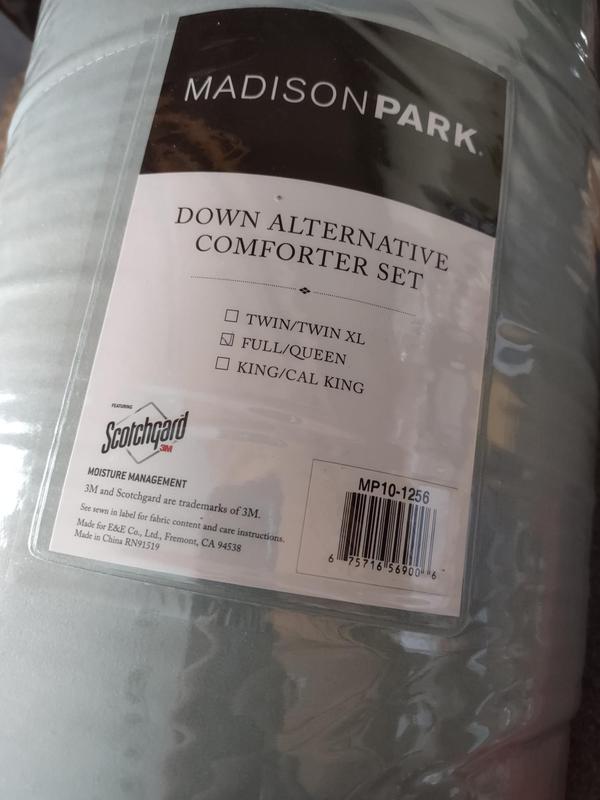 MADISONPARK.
DOWN ALTERNATIVE
COMFORTER SET
TWIN/TWIN XL
FULL/QUEEN
KING/CAL KING
FEATURING
Scotchgard
3M
MOISTURE MANAGEMENT
3M and Scotchgard are trademarks of 3M.
See sewn in label for fabric content and care instructions.
Made for E&E Co., Ltd., Fremont, CA 94538
Made in China RN91519
MP10-1256
6 75716 56900 6